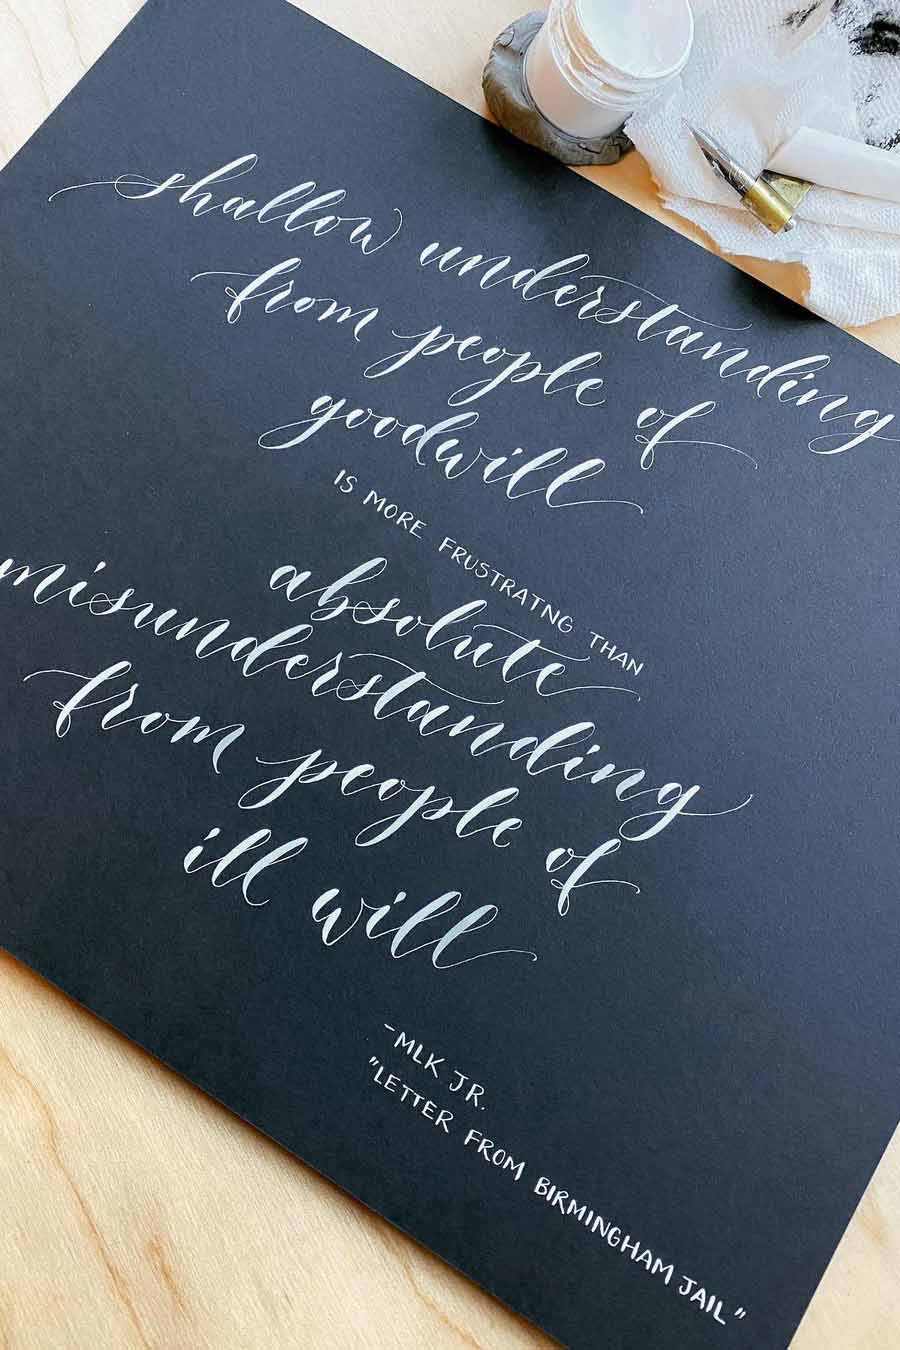 shallow understanding
from people of
goodwill
IS MORE FRUSTRATNG THAN
absolute
misunderstanding
from people of
ill will
-MLK JR.
"LETTER FROM BIRMINGHAM JAIL"